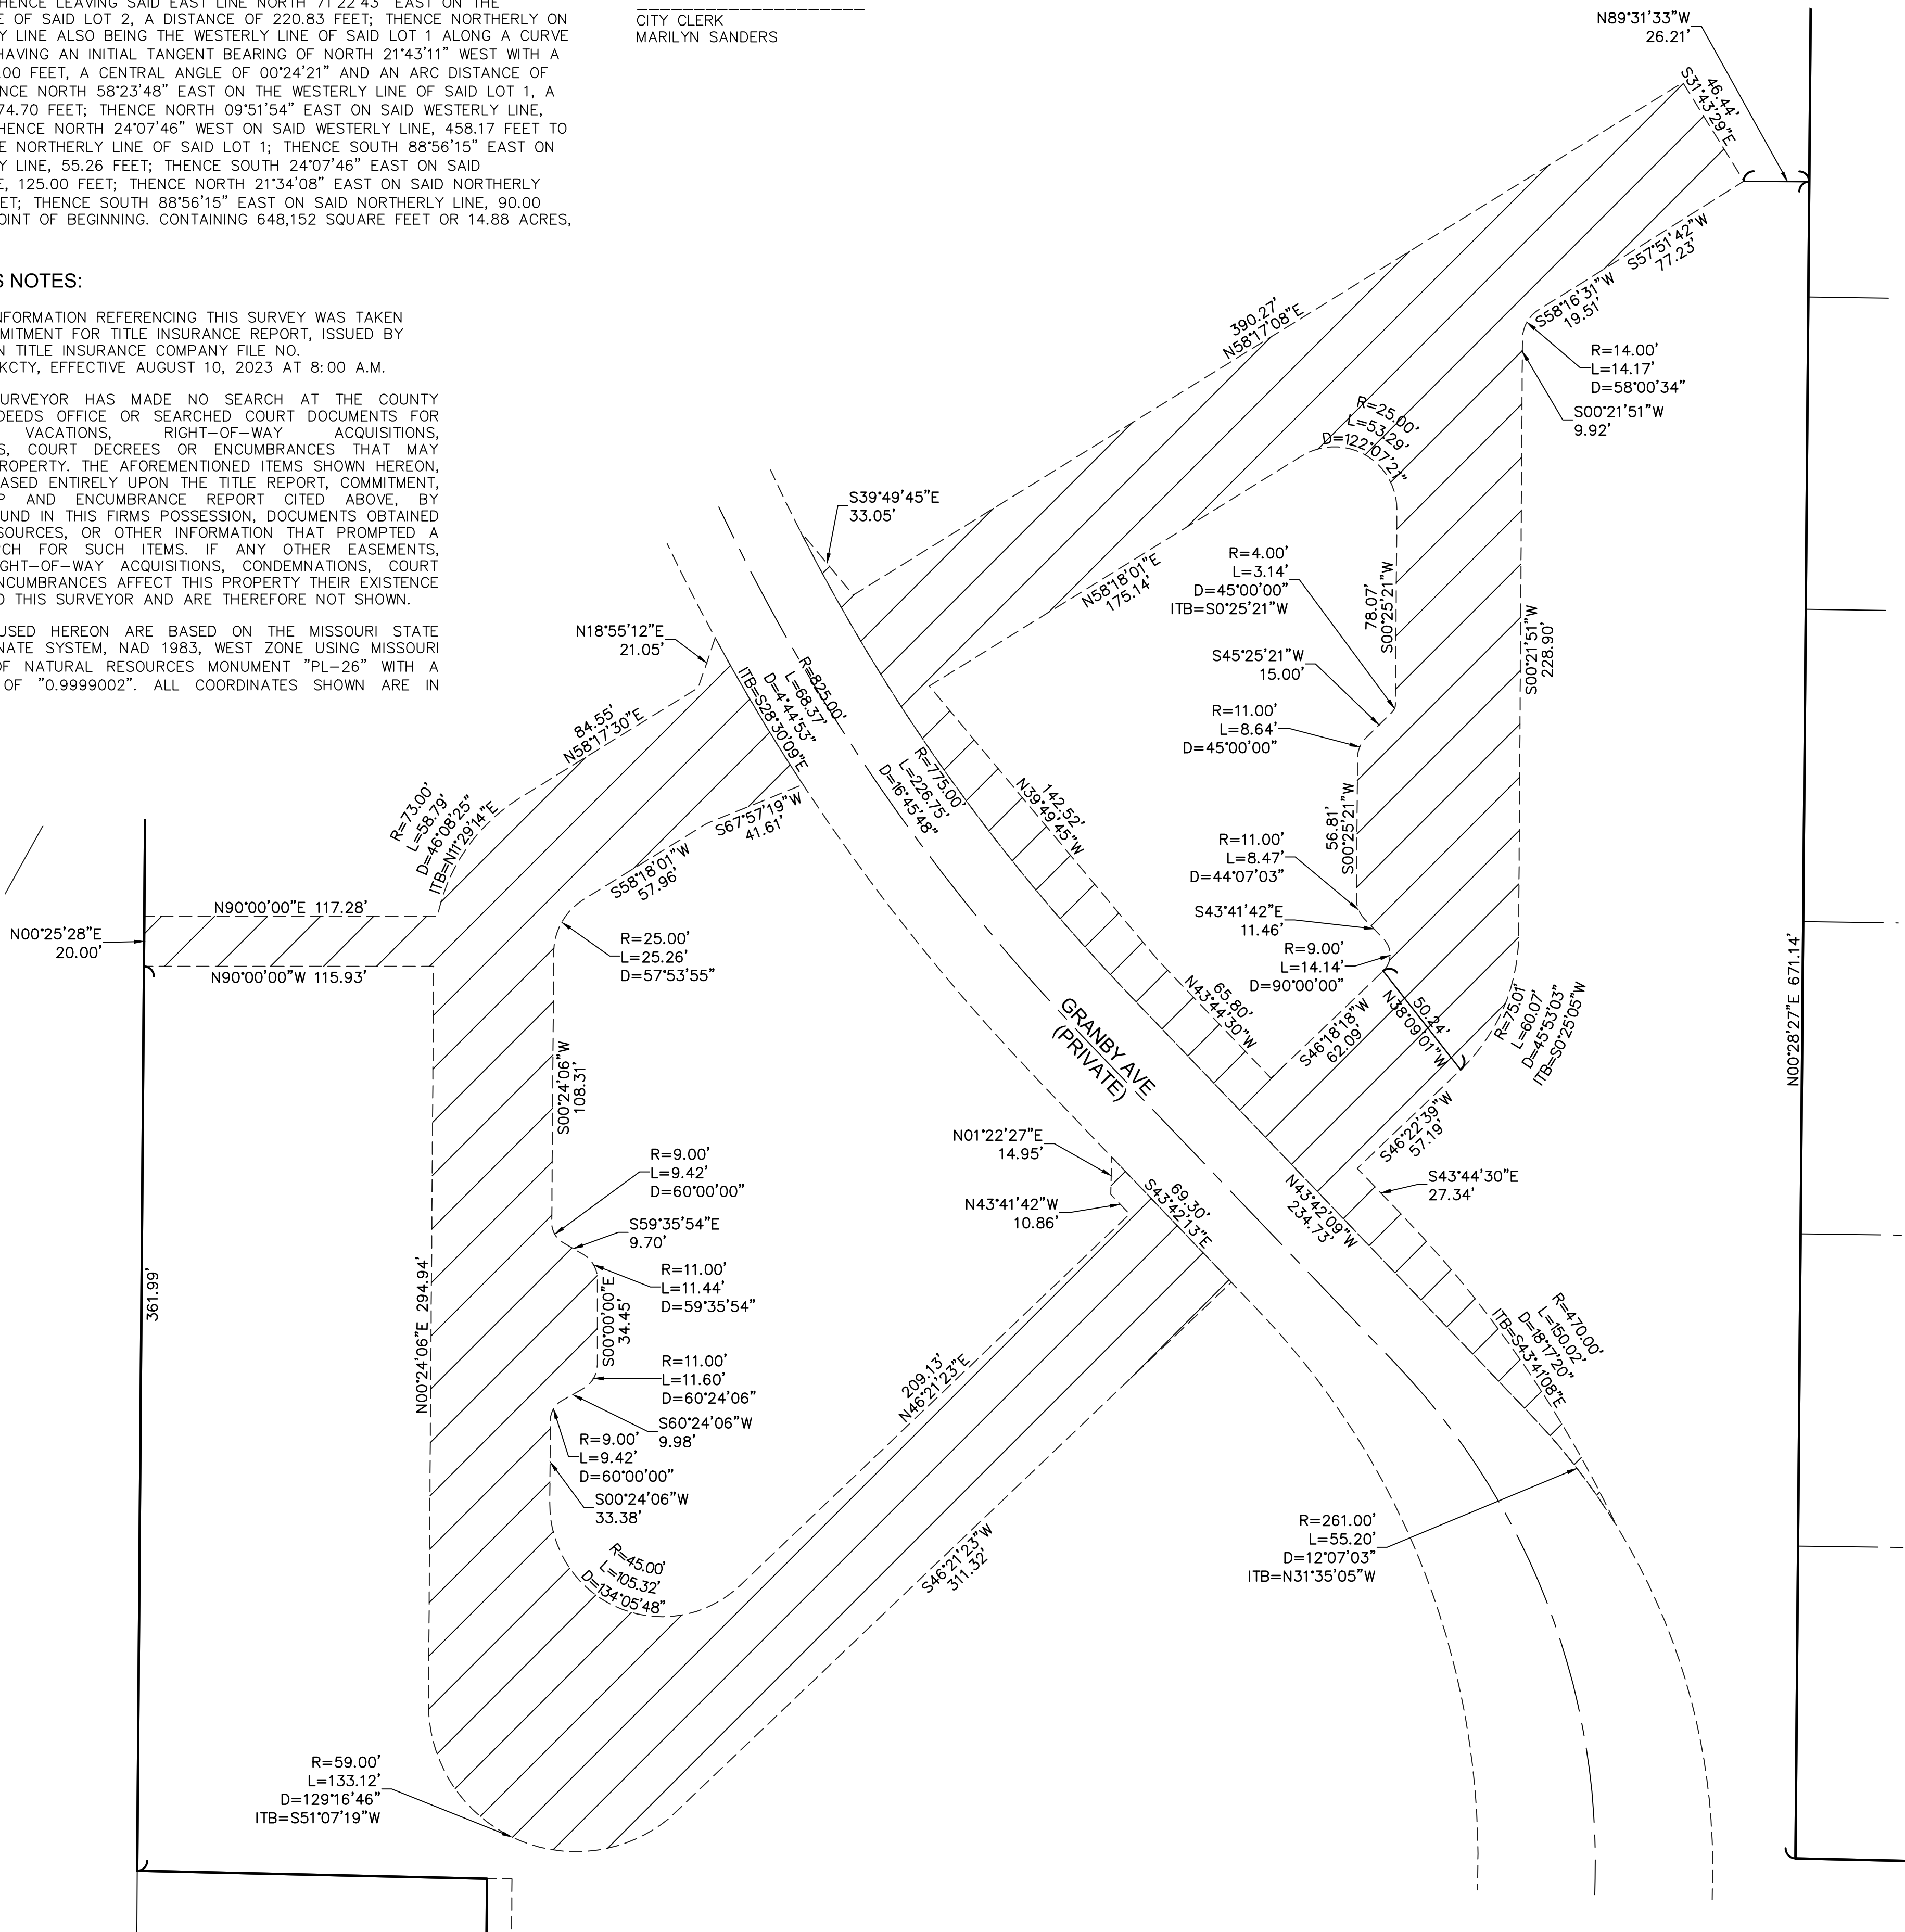 THENCE LEAVING SAID EAST LINE NORTH 71°22'43" EAST ON THE
E OF SAID LOT 2, A DISTANCE OF 220.83 FEET; THENCE NORTHERLY ON
Y LINE ALSO BEING THE WESTERLY LINE OF SAID LOT 1 ALONG A CURVE
HAVING AN INITIAL TANGENT BEARING OF NORTH 21°43'11" WEST WITH A
.00 FEET, A CENTRAL ANGLE OF 00°24'21" AND AN ARC DISTANCE OF
NCE NORTH 58°23'48" EAST ON THE WESTERLY LINE OF SAID LOT 1, A
74.70 FEET; THENCE NORTH 09°51'54" EAST ON SAID WESTERLY LINE,
HENCE NORTH 24°07'46" WEST ON SAID WESTERLY LINE, 458.17 FEET TO
E NORTHERLY LINE OF SAID LOT 1; THENCE SOUTH 88°56'15" EAST ON
Y LINE, 55.26 FEET; THENCE SOUTH 24°07'46" EAST ON SAID
E, 125.00 FEET; THENCE NORTH 21°34'08" EAST ON SAID NORTHERLY
ET; THENCE SOUTH 88°56'15" EAST ON SAID NORTHERLY LINE, 90.00
OINT OF BEGINNING. CONTAINING 648,152 SQUARE FEET OR 14.88 ACRES,
CITY CLERK
MARILYN SANDERS
S NOTES:
NFORMATION REFERENCING THIS SURVEY WAS TAKEN
MMITMENT FOR TITLE INSURANCE REPORT, ISSUED BY
N TITLE INSURANCE COMPANY FILE NO.
KCTY, EFFECTIVE AUGUST 10, 2023 AT 8:00 A.M.
SURVEYOR HAS MADE NO SEARCH AT THE COUNTY
DEEDS OFFICE OR SEARCHED COURT DOCUMENTS FOR
VACATIONS, RIGHT-OF-WAY ACQUISITIONS,
S, COURT DECREES OR ENCUMBRANCES THAT MAY
ROPERTY. THE AFOREMENTIONED ITEMS SHOWN HEREON,
ASED ENTIRELY UPON THE TITLE REPORT, COMMITMENT,
P AND ENCUMBRANCE REPORT CITED ABOVE, BY
UND IN THIS FIRMS POSSESSION, DOCUMENTS OBTAINED
SOURCES, OR OTHER INFORMATION THAT PROMPTED A
RCH FOR SUCH ITEMS. IF ANY OTHER EASEMENTS,
IGHT-OF-WAY ACQUISITIONS, CONDEMNATIONS, COURT
ENCUMBRANCES AFFECT THIS PROPERTY THEIR EXISTENCE
O THIS SURVEYOR AND ARE THEREFORE NOT SHOWN.
USED HEREON ARE BASED ON THE MISSOURI STATE
NATE SYSTEM, NAD 1983, WEST ZONE USING MISSOURI
OF NATURAL RESOURCES MONUMENT "PL-26" WITH A
OF "0.9999002". ALL COORDINATES SHOWN ARE IN
N89°31'33"W
26.21'
46.44'
S31°43'29"E
S57°51'42"W
77.23'
S58°16'31"W
19.51'
R=14.00'
L=14.17'
D=58°00'34"
S00°21'51"W
9.92'
390.27'
N58°17'08"E
R=25.00'
L=53.29'
D=122°07'21"
S39°49'45"E
33.05'
N58°18'01"E
175.14'
R=4.00'
L=3.14'
D=45°00'00"
ITB=S0°25'21"W
78.07'
S00°25'21"W
S45°25'21"W
15.00'
R=11.00'
L=8.64'
D=45°00'00"
S00°21'51"W
228.90'
56.81'
S00°25'21"W
R=11.00'
L=8.47'
D=44°07'03"
S43°41'42"E
11.46'
R=9.00'
L=14.14'
D=90°00'00"
N18°55'12"E
21.05'
R=825.00'
L=68.37'
D=4°44'53"
ITB=S28°30'09"E
R=775.00'
L=226.75'
D=16°45'48"
142.52'
N39°49'45"W
84.55'
N58°17'30"E
R=73.00'
L=58.79'
D=46°08'25"
ITB=N11°29'14"E
S67°57'19"W
41.61'
S58°18'01"W
57.96'
N90°00'00"E 117.28'
N00°25'28"E
20.00'
N90°00'00"W 115.93'
R=25.00'
L=25.26'
D=57°53'55"
65.80'
N43°44'30"W
S46°18'18"W
62.09'
50.24'
N38°09'01"W
R=75.01'
L=60.07'
D=45°53'03"
ITB=S0°25'05"W
N00°28'27"E 671.14'
GRANBY AVE
(PRIVATE)
S46°22'39"W
57.19'
S43°44'30"E
27.34'
S00°24'06"W
108.31'
N01°22'27"E
14.95'
N43°41'42"W
10.86'
69.30'
S43°42'13"E
N43°42'09"W
234.73'
R=9.00'
L=9.42'
D=60°00'00"
S59°35'54"E
9.70'
R=11.00'
L=11.44'
D=59°35'54"
S00°00'00"E
34.45'
R=11.00'
L=11.60'
D=60°24'06"
S60°24'06"W
9.98'
R=9.00'
L=9.42'
D=60°00'00"
S00°24'06"W
33.38'
361.99'
N00°24'06"E 294.94'
209.13'
N46°21'23"E
R=470.00'
L=150.02'
D=18°17'20"
ITB=S43°41'08"E
R=45.00'
L=105.32'
D=134°05'48"
S46°21'23"W
311.32'
R=261.00'
L=55.20'
D=12°07'03"
ITB=N31°35'05"W
R=59.00'
L=133.12'
D=129°16'46"
ITB=S51°07'19"W